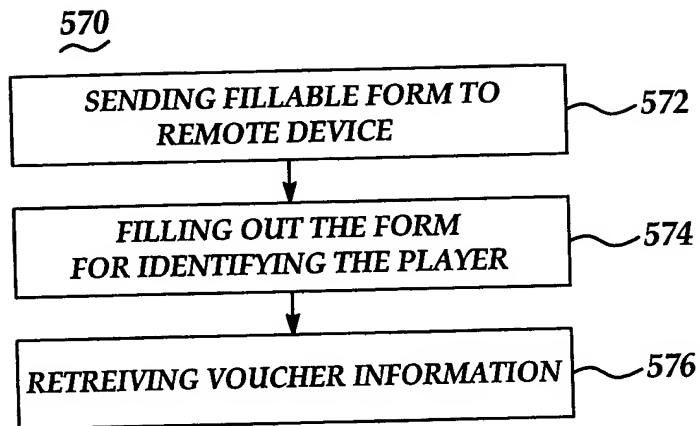 570
SENDING FILLABLE FORM TO
REMOTE DEVICE
572
FILLING OUT THE FORM
FOR IDENTIFYING THE PLAYER
574
RETREIVING VOUCHER INFORMATION
576